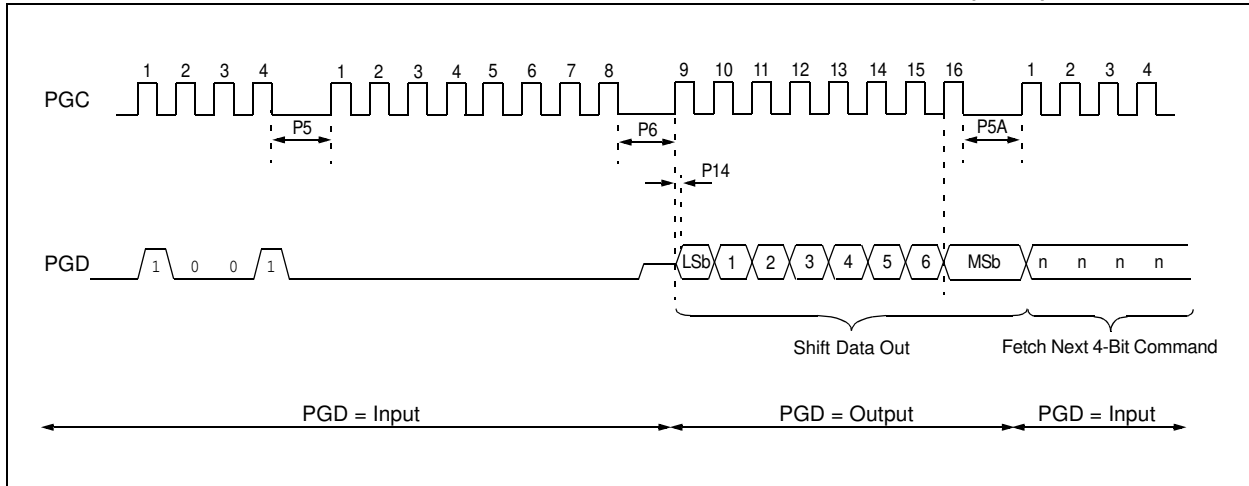 1 2 3 4 1 2 3 4 5 6 7 8 9 10 11 12 13 14 15 16 1 2 3 4
PGC
P5 P6 P5A
P14
PGD 1 0 0 1 LSb 1 2 3 4 5 6 MSb n n n n
Shift Data Out Fetch Next 4-Bit Command
PGD = Input PGD = Output PGD = Input